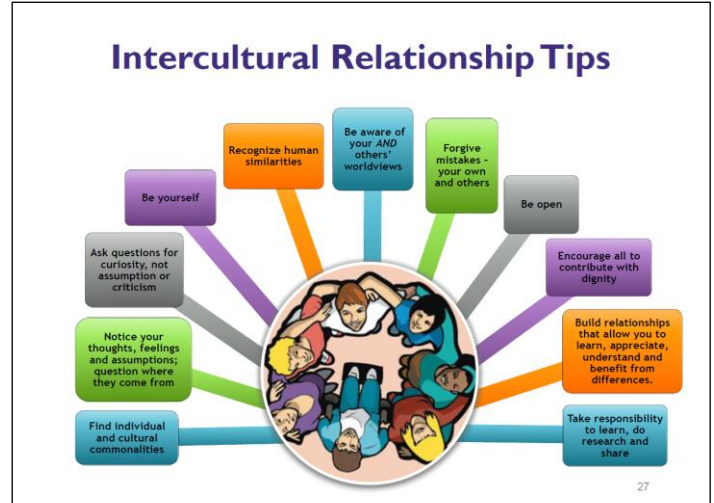 Intercultural Relationship Tips
Find individual
and cultural
commonalities
Notice your
thoughts, feelings
and assumptions;
question where
they come from
Ask questions for
curiosity, not
assumption or
criticism
Be yourself
Recognize human
similarities
Be aware of
your AND
others'
worldviews
Forgive
mistakes -
your own
and others
Be open
Encourage all to
contribute with
dignity
Build relationships
that allow you to
learn, appreciate,
understand and
benefit from
differences.
Take responsibility
to learn, do
research and
share
27